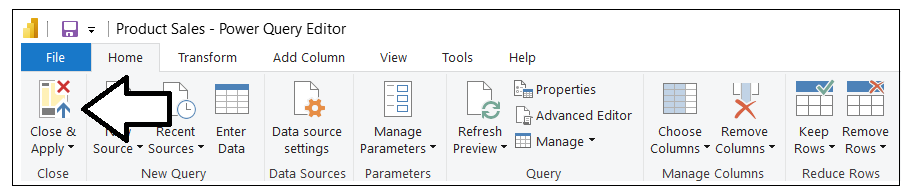 Product Sales - Power Query Editor
File Home Transform Add Column View Tools Help
Close & Apply
Source
Recent Sources
Enter Data
Data source settings
Manage Parameters
Refresh Preview
Properties
Advanced Editor
Manage
Choose Columns
Remove Columns
Keep Rows
Remove Rows
Close New Query Data Sources Parameters Query Manage Columns Reduce Rows